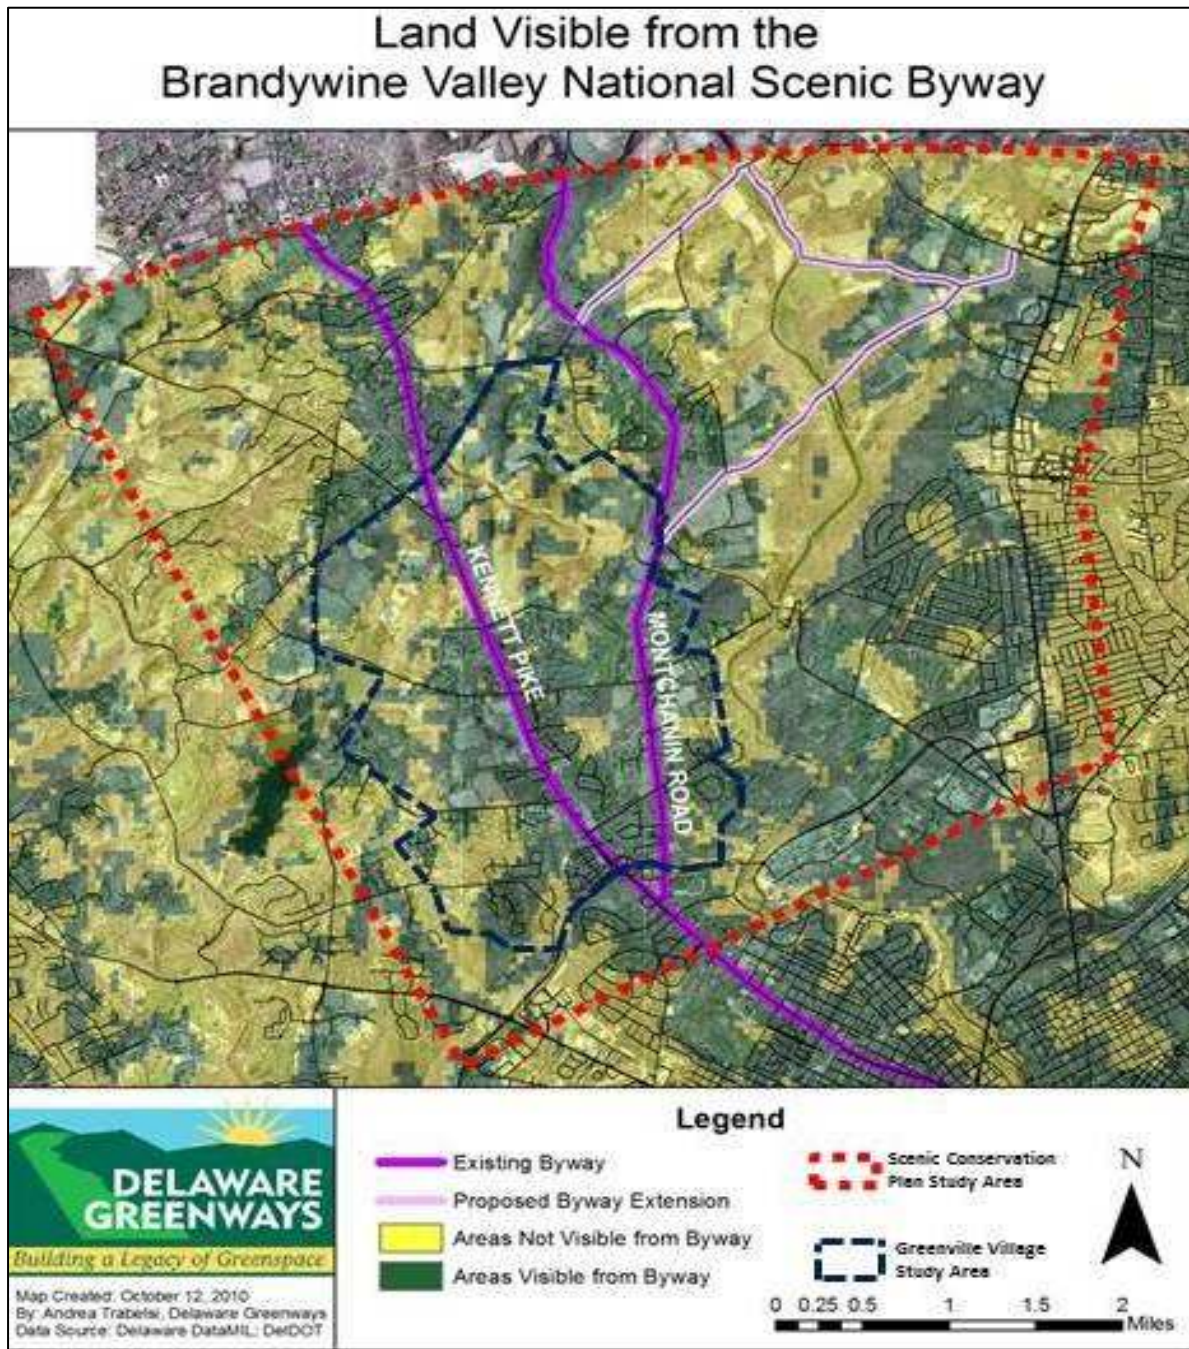 Land Visible from the
Brandywine Valley National Scenic Byway
KENNETT PIKE
MONTCHANIN ROAD
DELAWARE
GREENWAYS
Building a Legacy of Greenspace
Map Created: October 12, 2010
By: Andrea Trabelsi, Delaware Greenways
Data Source: Delaware DataMIL; DelDOT
Legend
Existing Byway
Proposed Byway Extension
Areas Not Visible from Byway
Areas Visible from Byway
Scenic Conservation
Plan Study Area
Greenville Village
Study Area
N
0 0.25 0.5 1 1.5 2
Miles